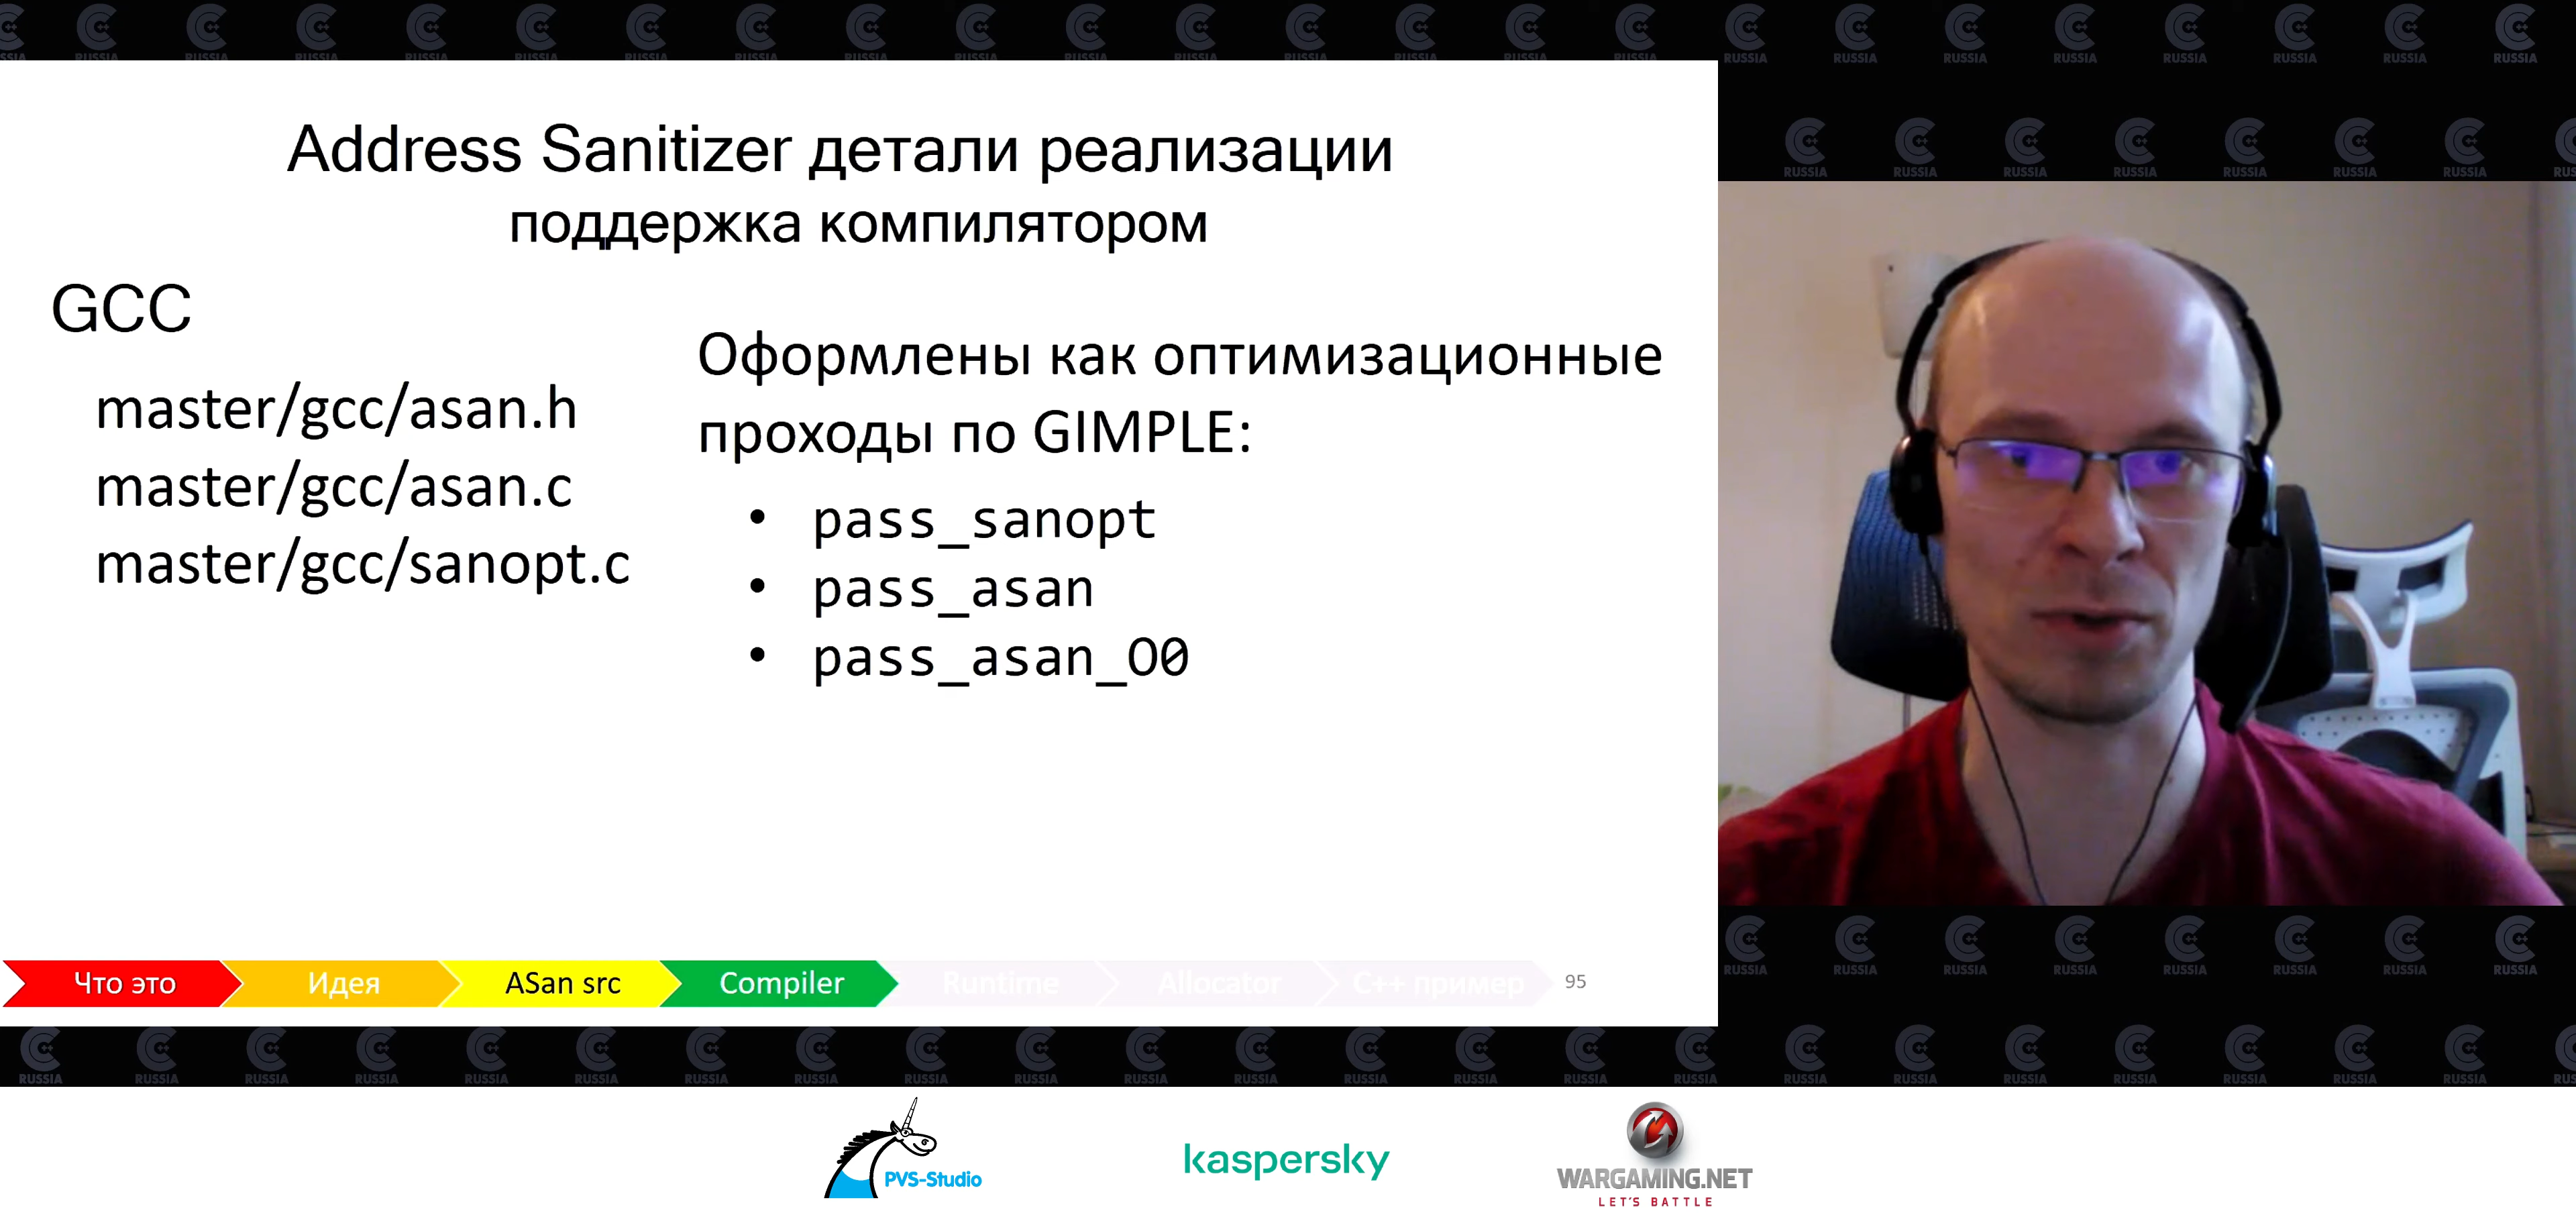 Address Sanitizer детали реализации
поддержка компилятором
GCC
master/gcc/asan.h
master/gcc/asan.c
master/gcc/sanopt.c
Оформлены как оптимизационные
проходы по GIMPLE:
• pass_sanopt
• pass_asan
• pass_asan_O0
Что это
Идея
ASan src
Compiler
Runtime
Allocator
C++ пример
95
PVS-Studio
kaspersky
WARGAMING.NET
LET'S BATTLE